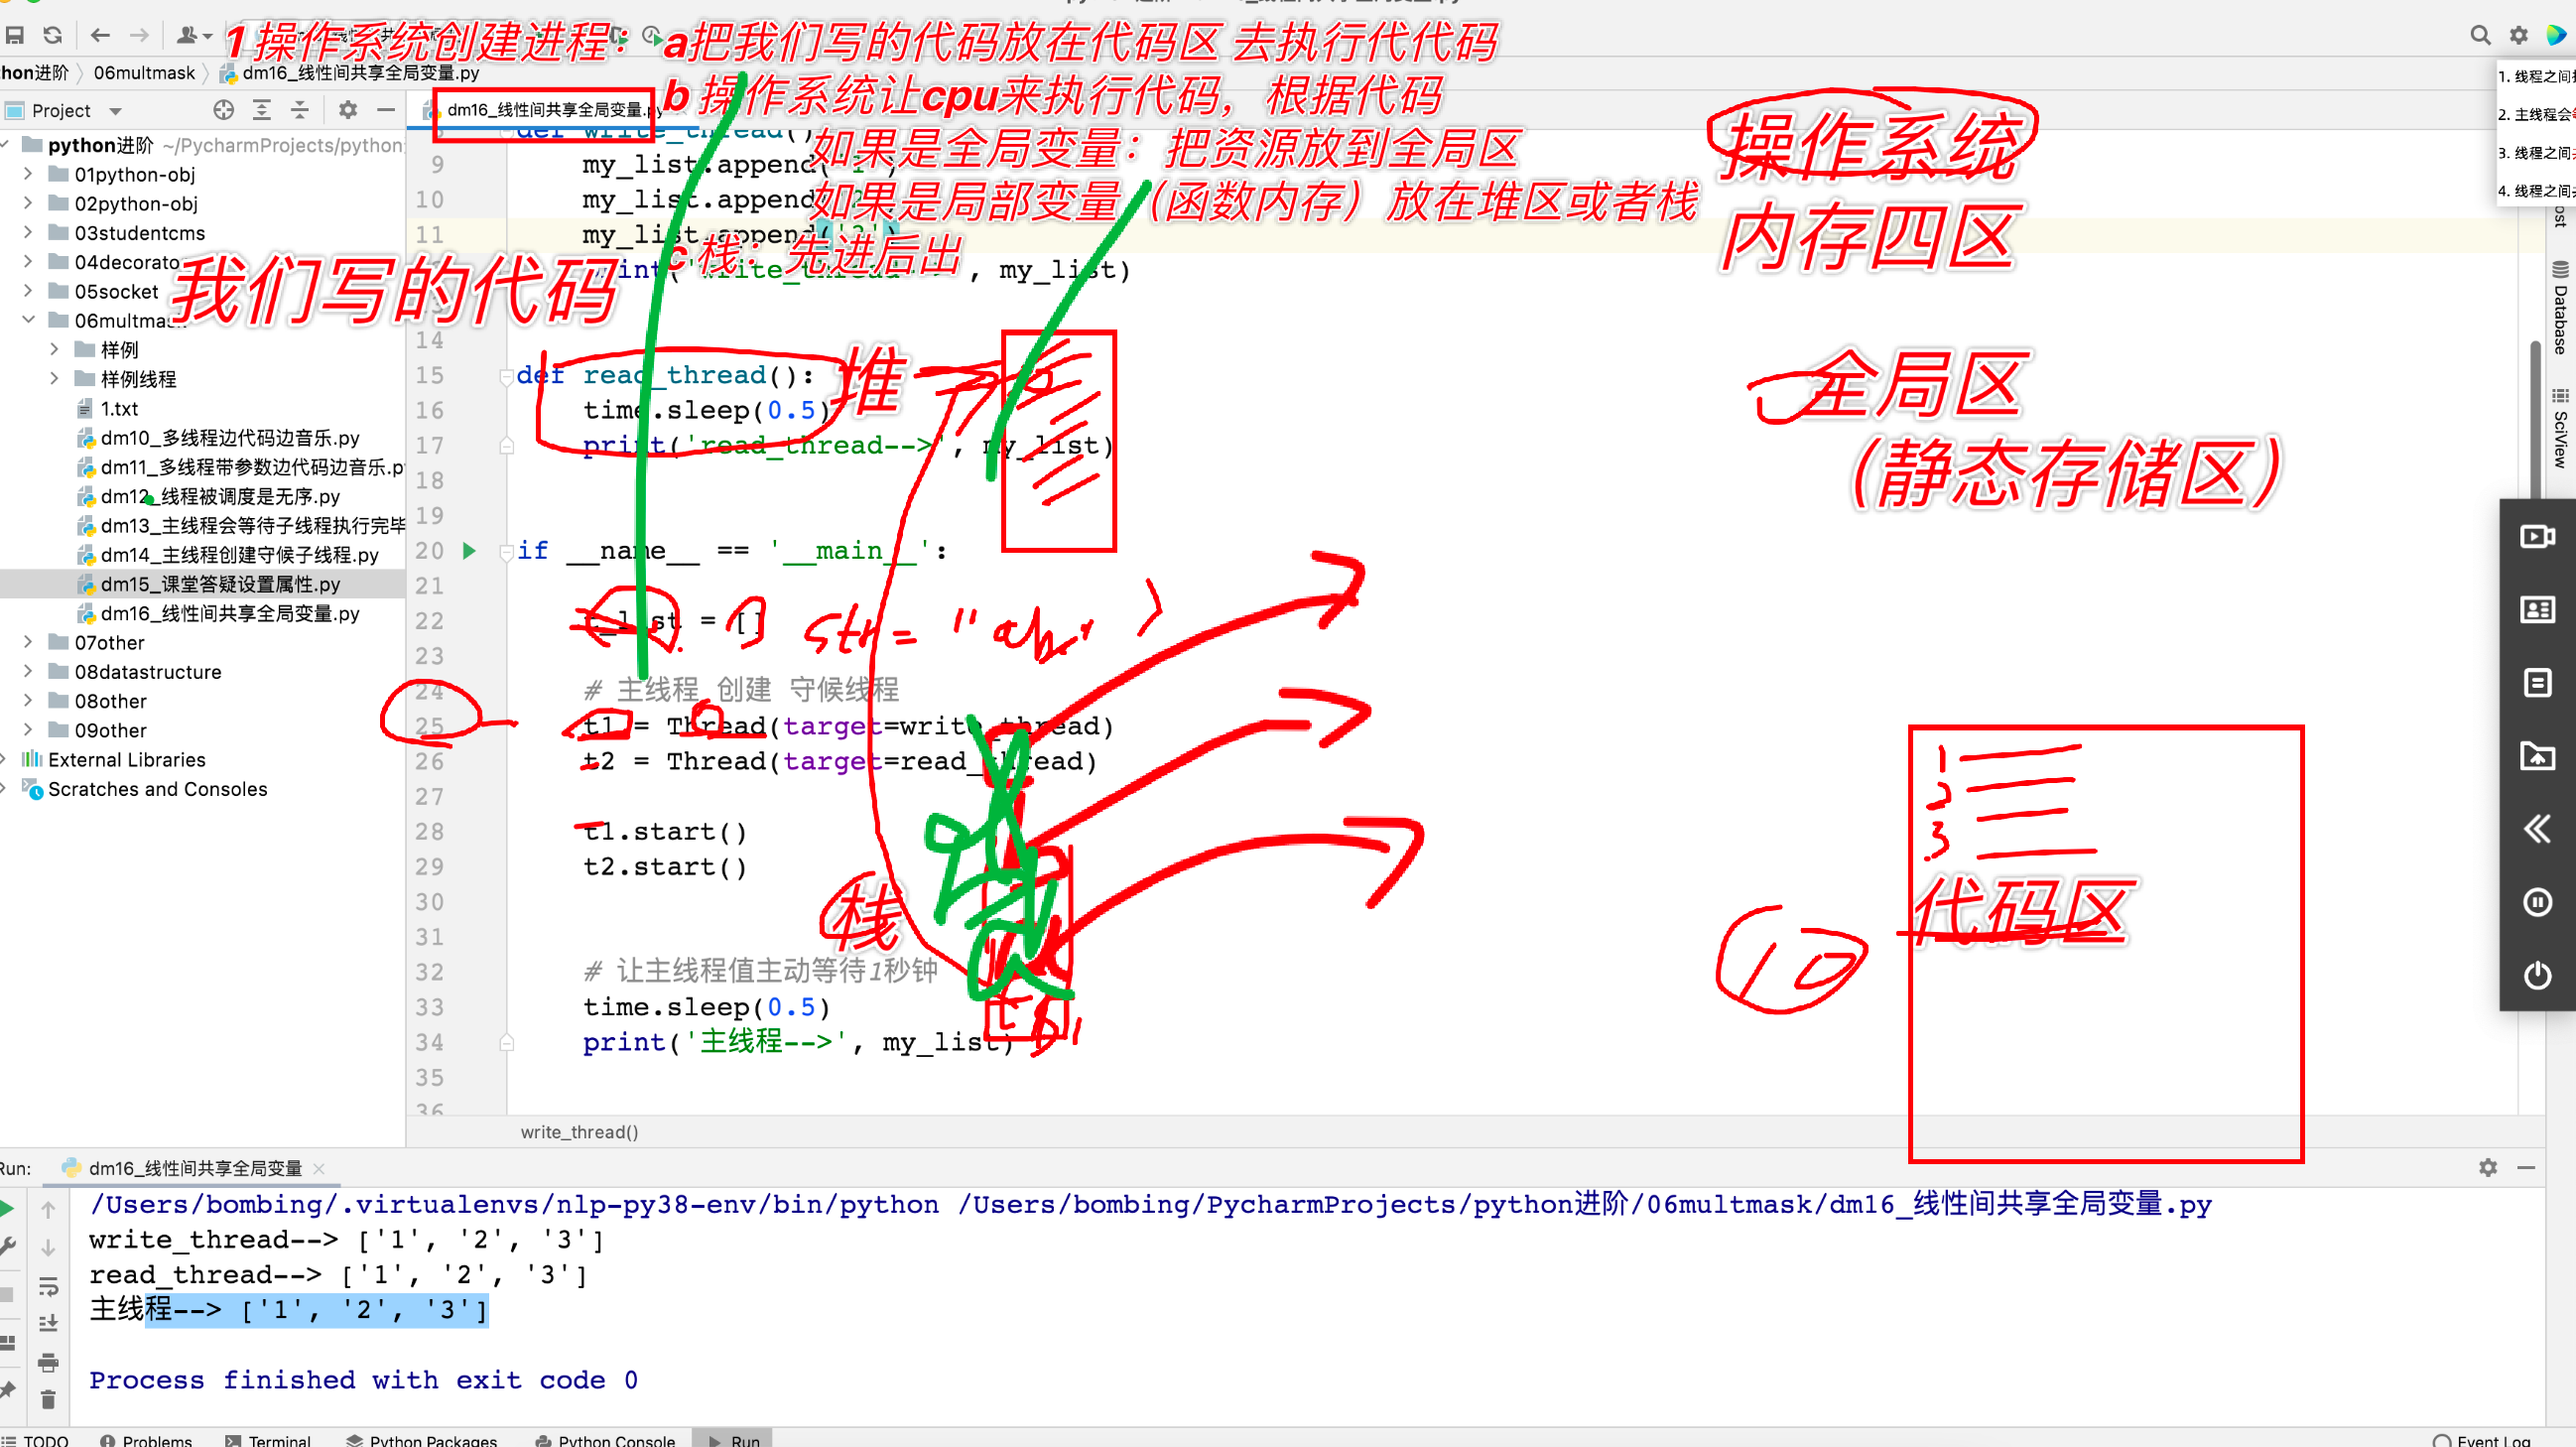 1 操作系统创建进程： a把我们写的代码放在代码区 去执行代代码
hon进阶 06multmask dm16_线性间共享全局变量.py
b 操作系统让cpu来执行代码，根据代码
如果是全局变量：把资源放到全局区
如果是局部变量（函数内存）放在堆区或者栈
c 栈：先进后出
操作系统
内存四区
全局区
（静态存储区）
我们写的代码
堆
栈
代码区
1
2
3
10
str= "ab"
1. 线程之间
2. 主线程会
3. 线程之间
4. 线程之间
Project
python进阶 ~/PycharmProjects/python
01python-obj
02python-obj
03studentcms
04decorato
05socket
06multmask
样例
样例线程
1.txt
dm10_多线程边代码边音乐.py
dm11_多线程带参数边代码边音乐.p
dm12_线程被调度是无序.py
dm13_主线程会等待子线程执行完毕
dm14_主线程创建守候子线程.py
dm15_课堂答疑设置属性.py
dm16_线性间共享全局变量.py
07other
08datastructure
08other
09other
External Libraries
Scratches and Consoles
dm16_线性间共享全局变量.py
def write_thread()
9 my_list.append('1')
10 my_list.append('2')
11 my_list.append('3')
print('write_thread-->', my_list)
14
15 def read_thread():
16 time.sleep(0.5)
17 print('read_thread-->', my_list)
18
19
20 if __name__ == '__main__':
21
22 t_list = []
23
24 # 主线程 创建 守候线程
25 t1 = Thread(target=write_thread)
26 t2 = Thread(target=read_thread)
27
28 t1.start()
29 t2.start()
30
31
32 # 让主线程值主动等待1秒钟
33 time.sleep(0.5)
34 print('主线程-->', my_list)
35
36
write_thread()
Database
SciView
Run: dm16_线性间共享全局变量
/Users/bombing/.virtualenvs/nlp-py38-env/bin/python /Users/bombing/PycharmProjects/python进阶/06multmask/dm16_线性间共享全局变量.py
write_thread--> ['1', '2', '3']
read_thread--> ['1', '2', '3']
主线程--> ['1', '2', '3']
Process finished with exit code 0
TODO Problems Terminal Python Packages Python Console Run Event Log